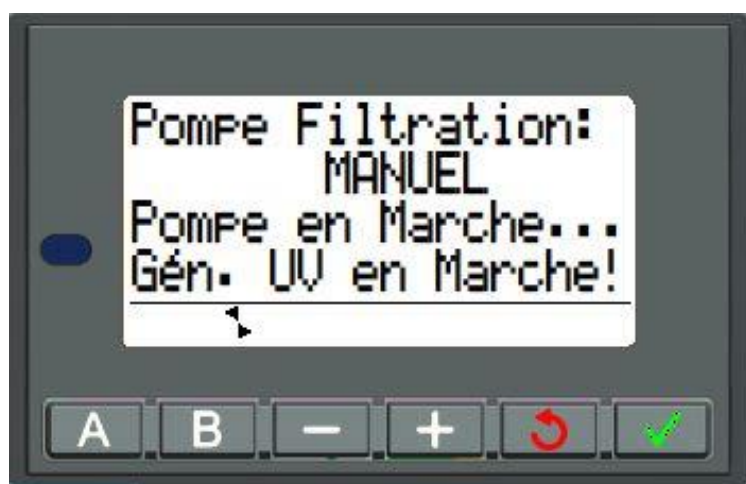 Pompe Filtration:
MANUEL
Pompe en Marche...
Gén. UV en Marche!
A B - +